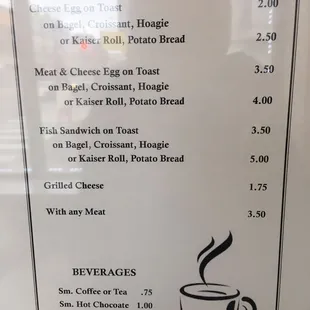 Cheese Egg on Toast 2.00
on Bagel, Croissant, Hoagie
or Kaiser Roll, Potato Bread 2.50
Meat & Cheese Egg on Toast 3.50
on Bagel, Croissant, Hoagie
or Kaiser Roll, Potato Bread 4.00
Fish Sandwich on Toast 3.50
on Bagel, Croissant, Hoagie
or Kaiser Roll, Potato Bread 5.00
Grilled Cheese 1.75
With any Meat 3.50
BEVERAGES
Sm. Coffee or Tea .75
Sm. Hot Chocoate 1.00